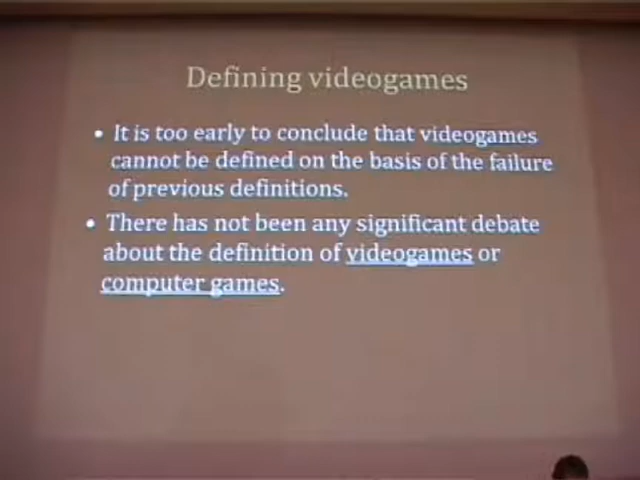 Defining videogames
• It is too early to conclude that videogames
cannot be defined on the basis of the failure
of previous definitions.
• There has not been any significant debate
about the definition of videogames or
computer games.